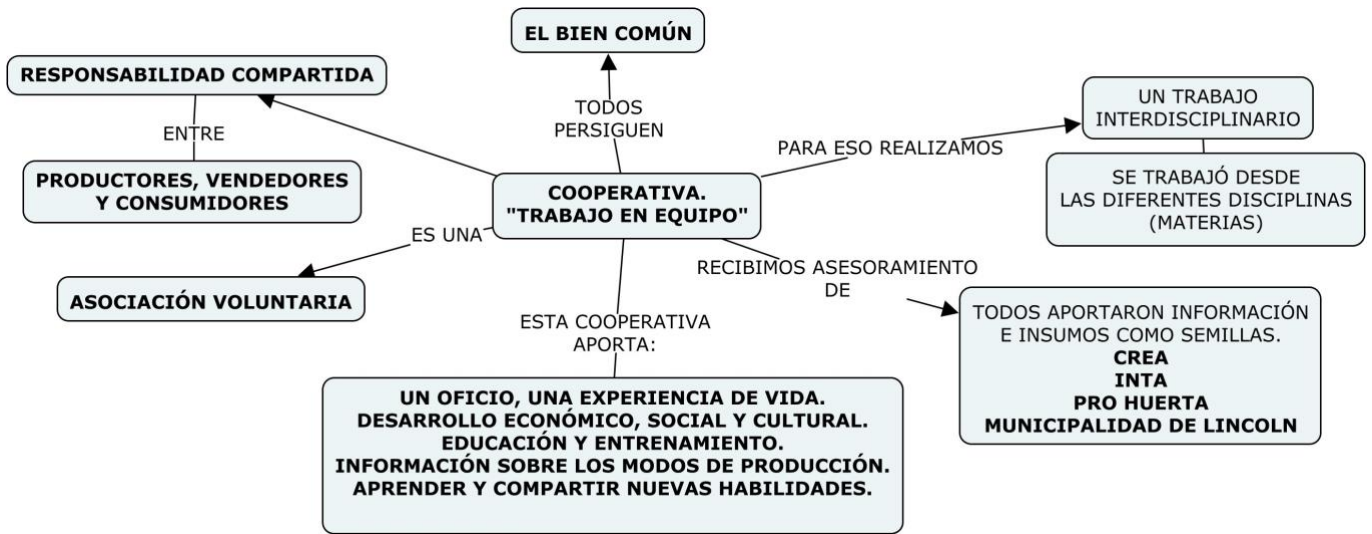 EL BIEN COMÚN
RESPONSABILIDAD COMPARTIDA
TODOS
PERSIGUEN
UN TRABAJO
INTERDISCIPLINARIO
ENTRE
PARA ESO REALIZAMOS
PRODUCTORES, VENDEDORES
Y CONSUMIDORES
COOPERATIVA.
"TRABAJO EN EQUIPO"
SE TRABAJÓ DESDE
LAS DIFERENTES DISCIPLINAS
(MATERIAS)
ES UNA
ASOCIACIÓN VOLUNTARIA
RECIBIMOS ASESORAMIENTO
DE
ESTA COOPERATIVA
APORTA:
TODOS APORTARON INFORMACIÓN
E INSUMOS COMO SEMILLAS.
CREA
INTA
PRO HUERTA
MUNICIPALIDAD DE LINCOLN
UN OFICIO, UNA EXPERIENCIA DE VIDA.
DESARROLLO ECONÓMICO, SOCIAL Y CULTURAL.
EDUCACIÓN Y ENTRENAMIENTO.
INFORMACIÓN SOBRE LOS MODOS DE PRODUCCIÓN.
APRENDER Y COMPARTIR NUEVAS HABILIDADES.